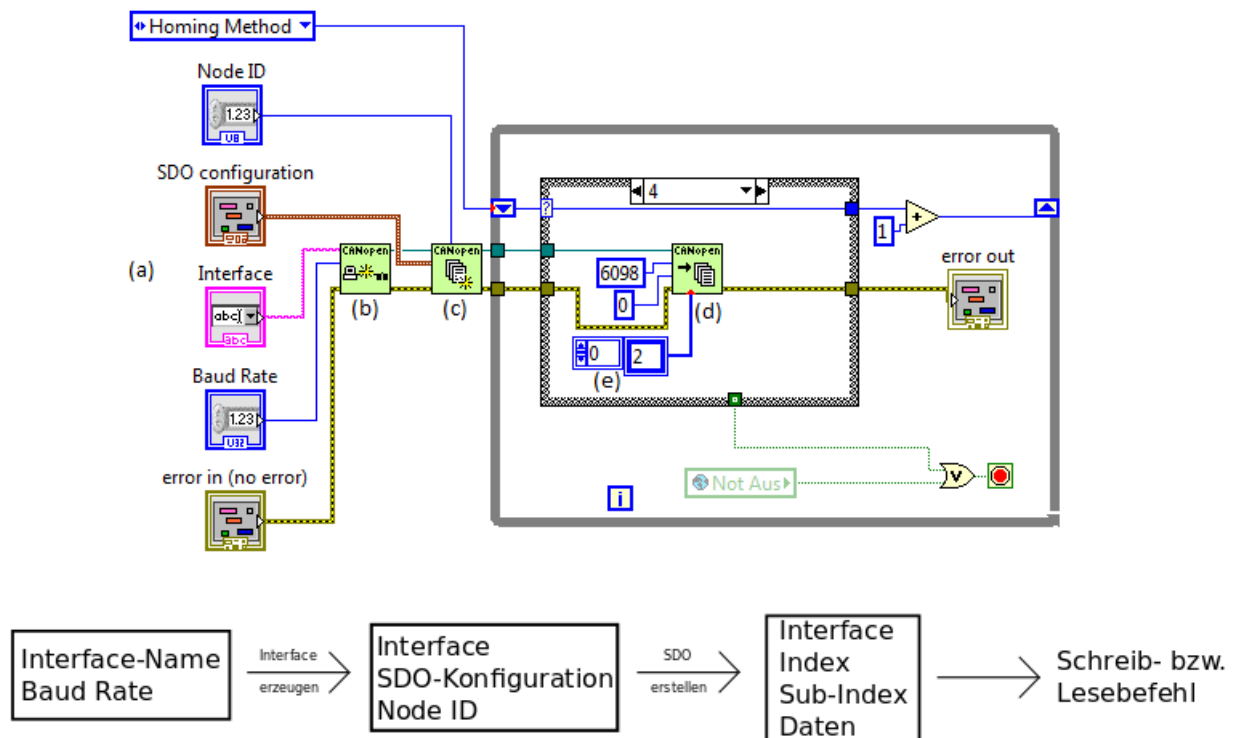 Homing Method
Node ID
1.23
U8
SDO configuration
4
?
1
CANopen
CANopen
CANopen
(a)
Interface
6098
error out
abc
abc
(b)
(c)
0
(d)
Baud Rate
0
2
(e)
1.23
U32
error in (no error)
Not Aus
V
i
Interface-Name
Baud Rate
Interface
erzeugen
Interface
SDO-Konfiguration
Node ID
SDO
erstellen
Interface
Index
Sub-Index
Daten
Schreib- bzw.
Lesebefehl